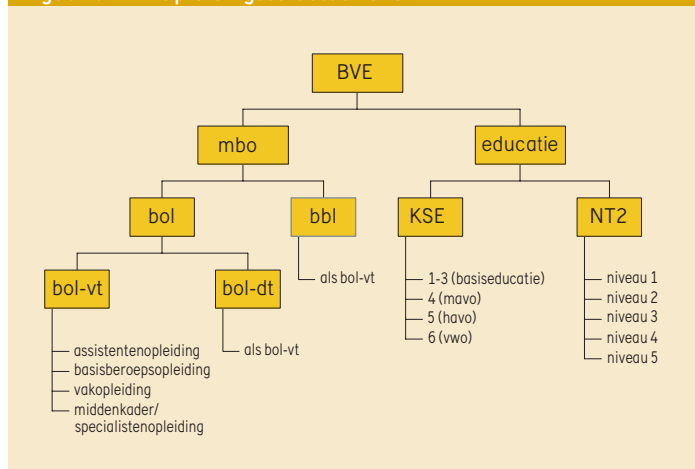 BVE
mbo
educatie
bol
bbl
KSE
NT2
bol-vt
bol-dt
als bol-vt
1-3 (basiseducatie)
4 (mavo)
5 (havo)
6 (vwo)
niveau 1
niveau 2
niveau 3
niveau 4
niveau 5
assistentenopleiding
basisberoepsopleiding
vakopleiding
middenkader/
specialistenopleiding
als bol-vt